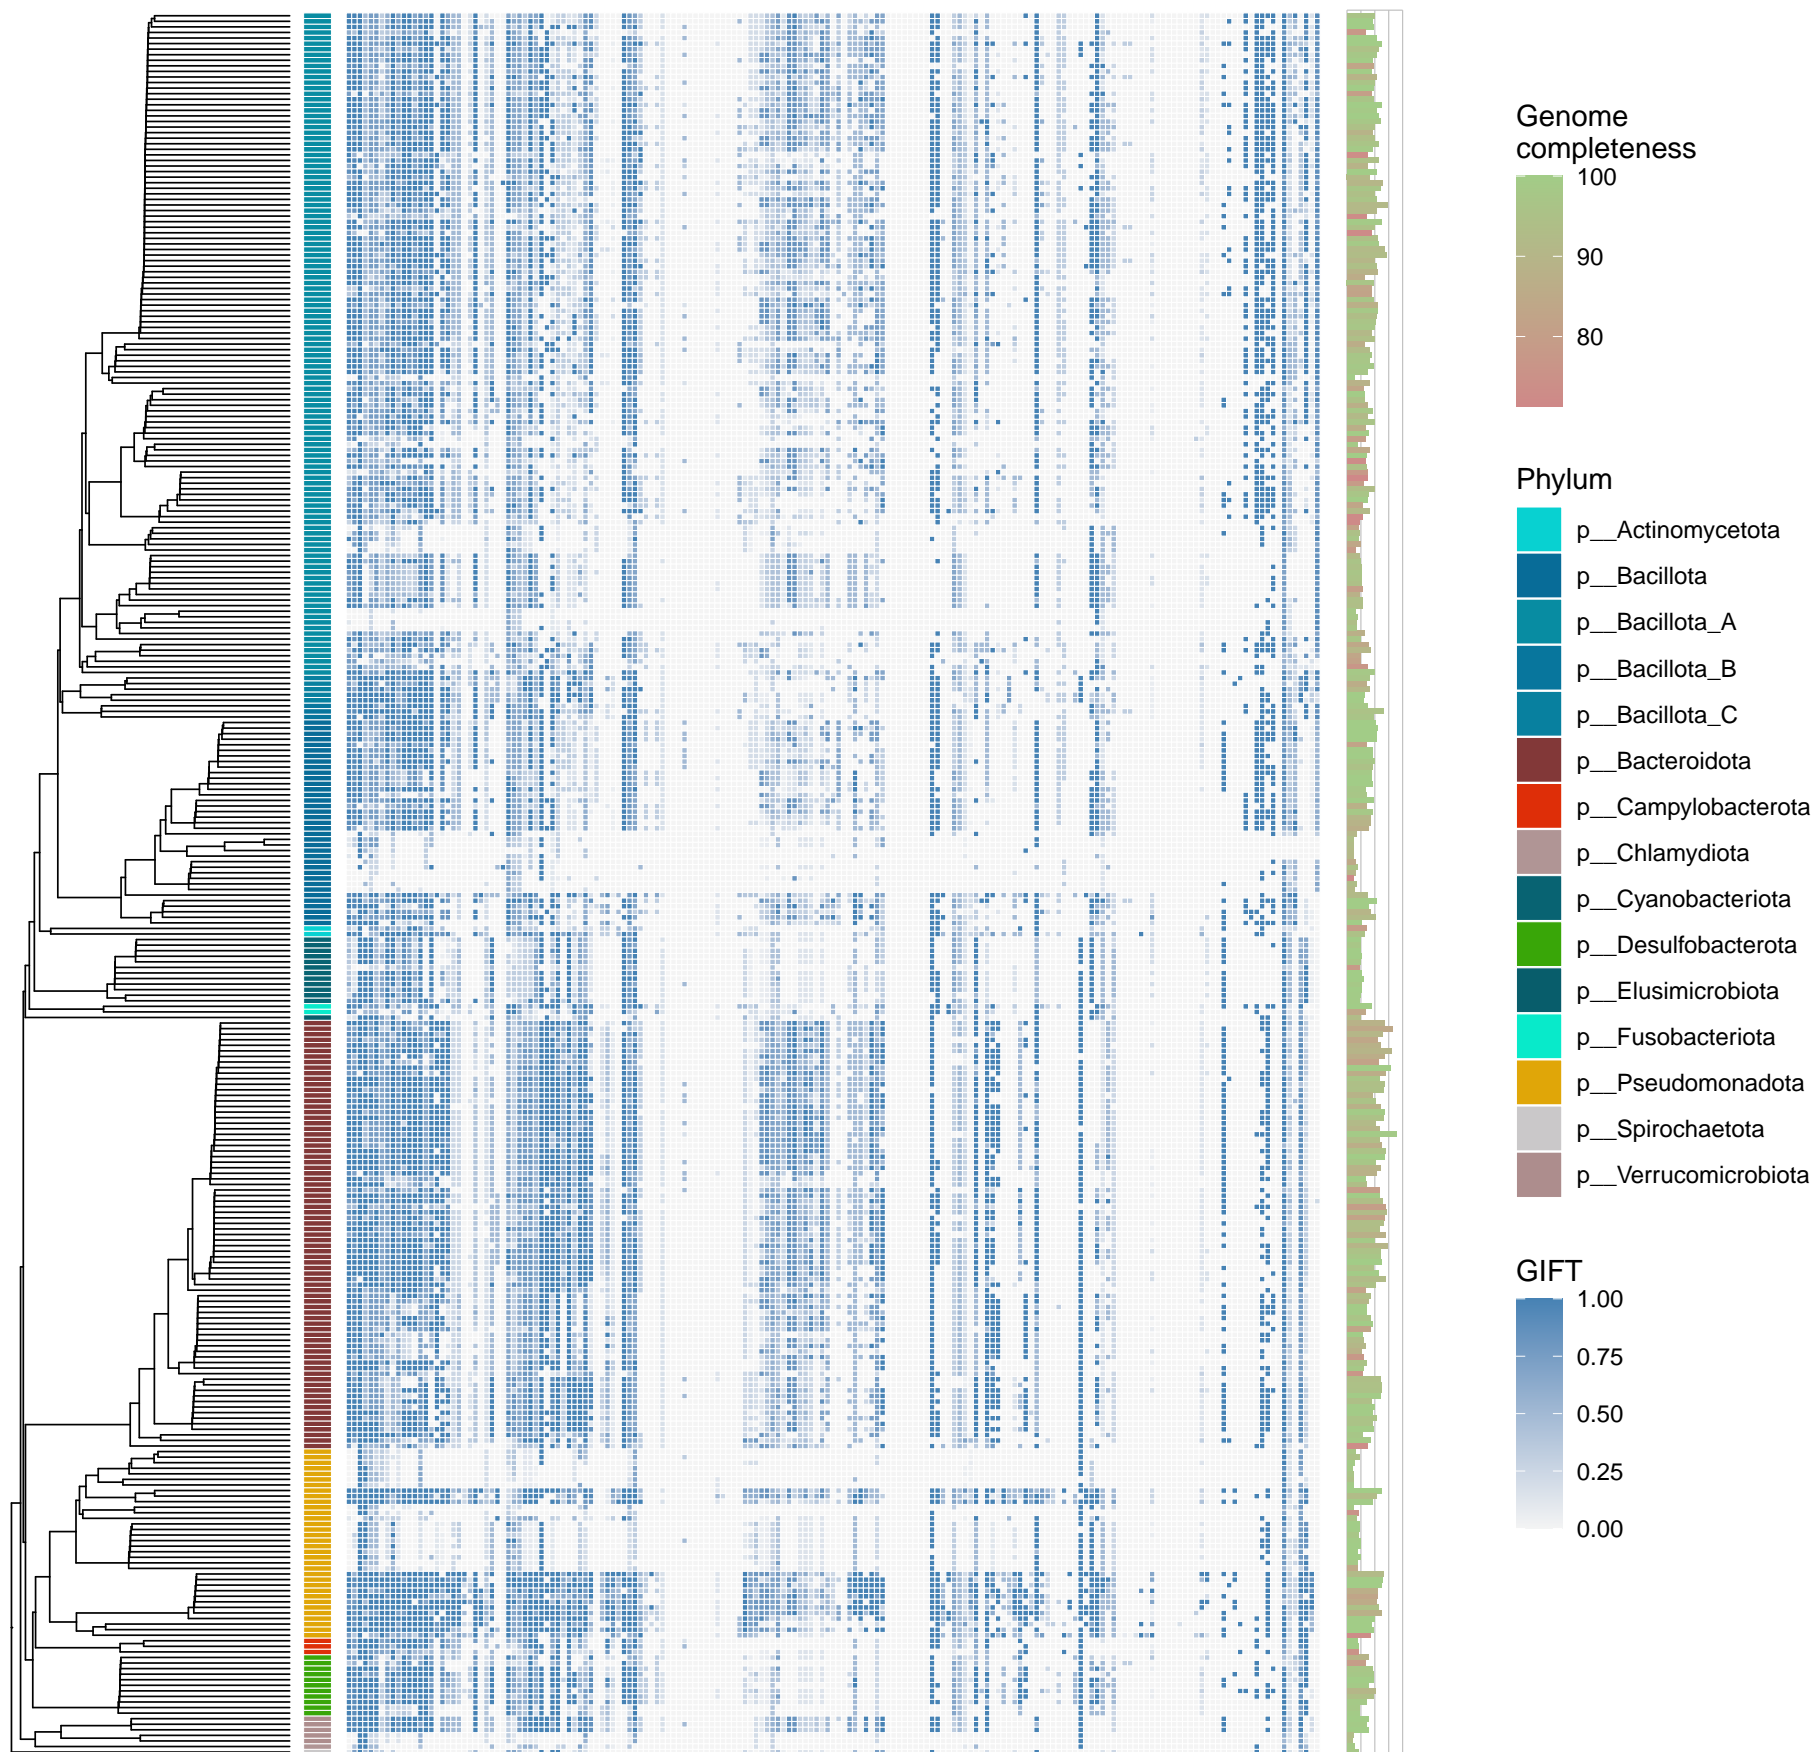 Genome
completeness
100
90
80
Phylum
p__Actinomycetota
p__Bacillota
p__Bacillota_A
p__Bacillota_B
p__Bacillota_C
p__Bacteroidota
p__Campylobacterota
p__Chlamydiota
p__Cyanobacteriota
p__Desulfobacterota
p__Elusimicrobiota
p__Fusobacteriota
p__Pseudomonadota
p__Spirochaetota
p__Verrucomicrobiota
GIFT
1.00
0.75
0.50
0.25
0.00